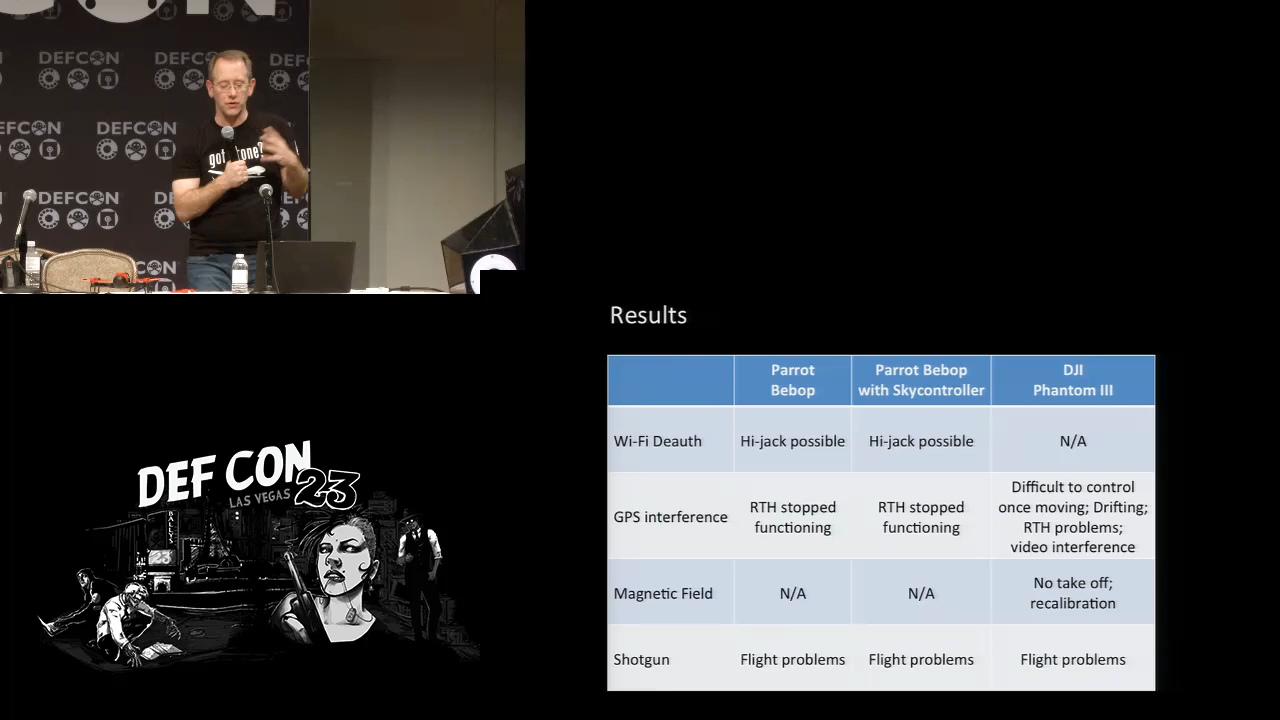 DEFCON
DEFCON
DEFCON
DEFCON
DEFCON
DEFCON
got
Results
Parrot
Bebop
Parrot Bebop
with Skycontroller
DJI
Phantom III
Wi-Fi Deauth
Hi-jack possible
Hi-jack possible
N/A
GPS interference
RTH stopped
functioning
RTH stopped
functioning
Difficult to control
once moving; Drifting;
RTH problems;
video interference
Magnetic Field
N/A
N/A
No take off;
recalibration
Shotgun
Flight problems
Flight problems
Flight problems
DEF CON
LAS VEGAS 23
BALLYS
23